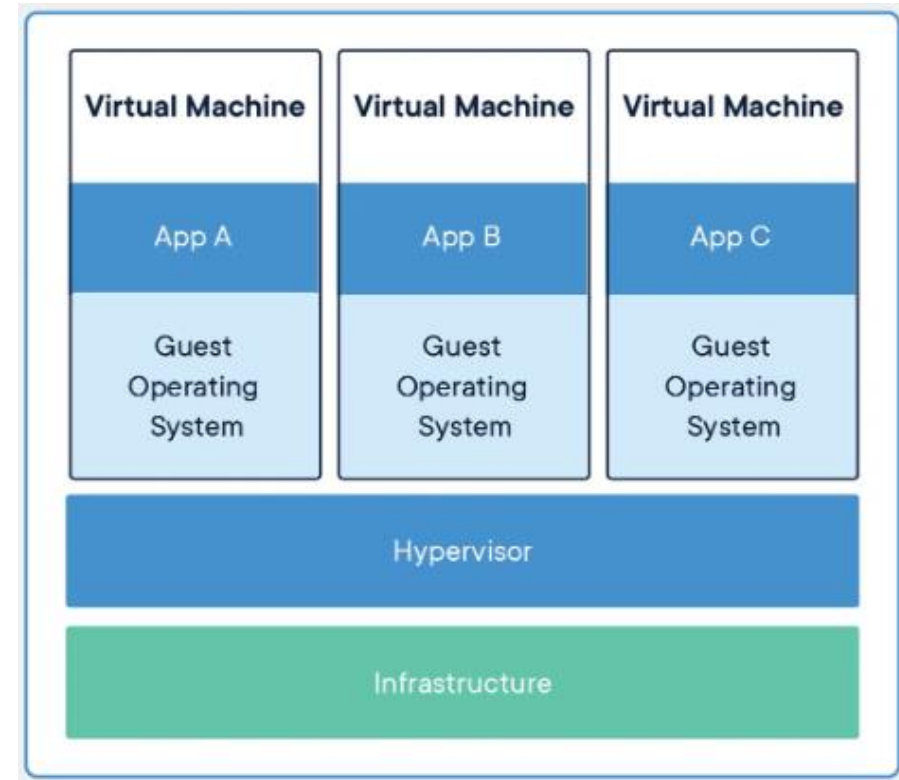 Virtual Machine
App A
Guest
Operating
System
Virtual Machine
App B
Guest
Operating
System
Virtual Machine
App C
Guest
Operating
System
Hypervisor
Infrastructure